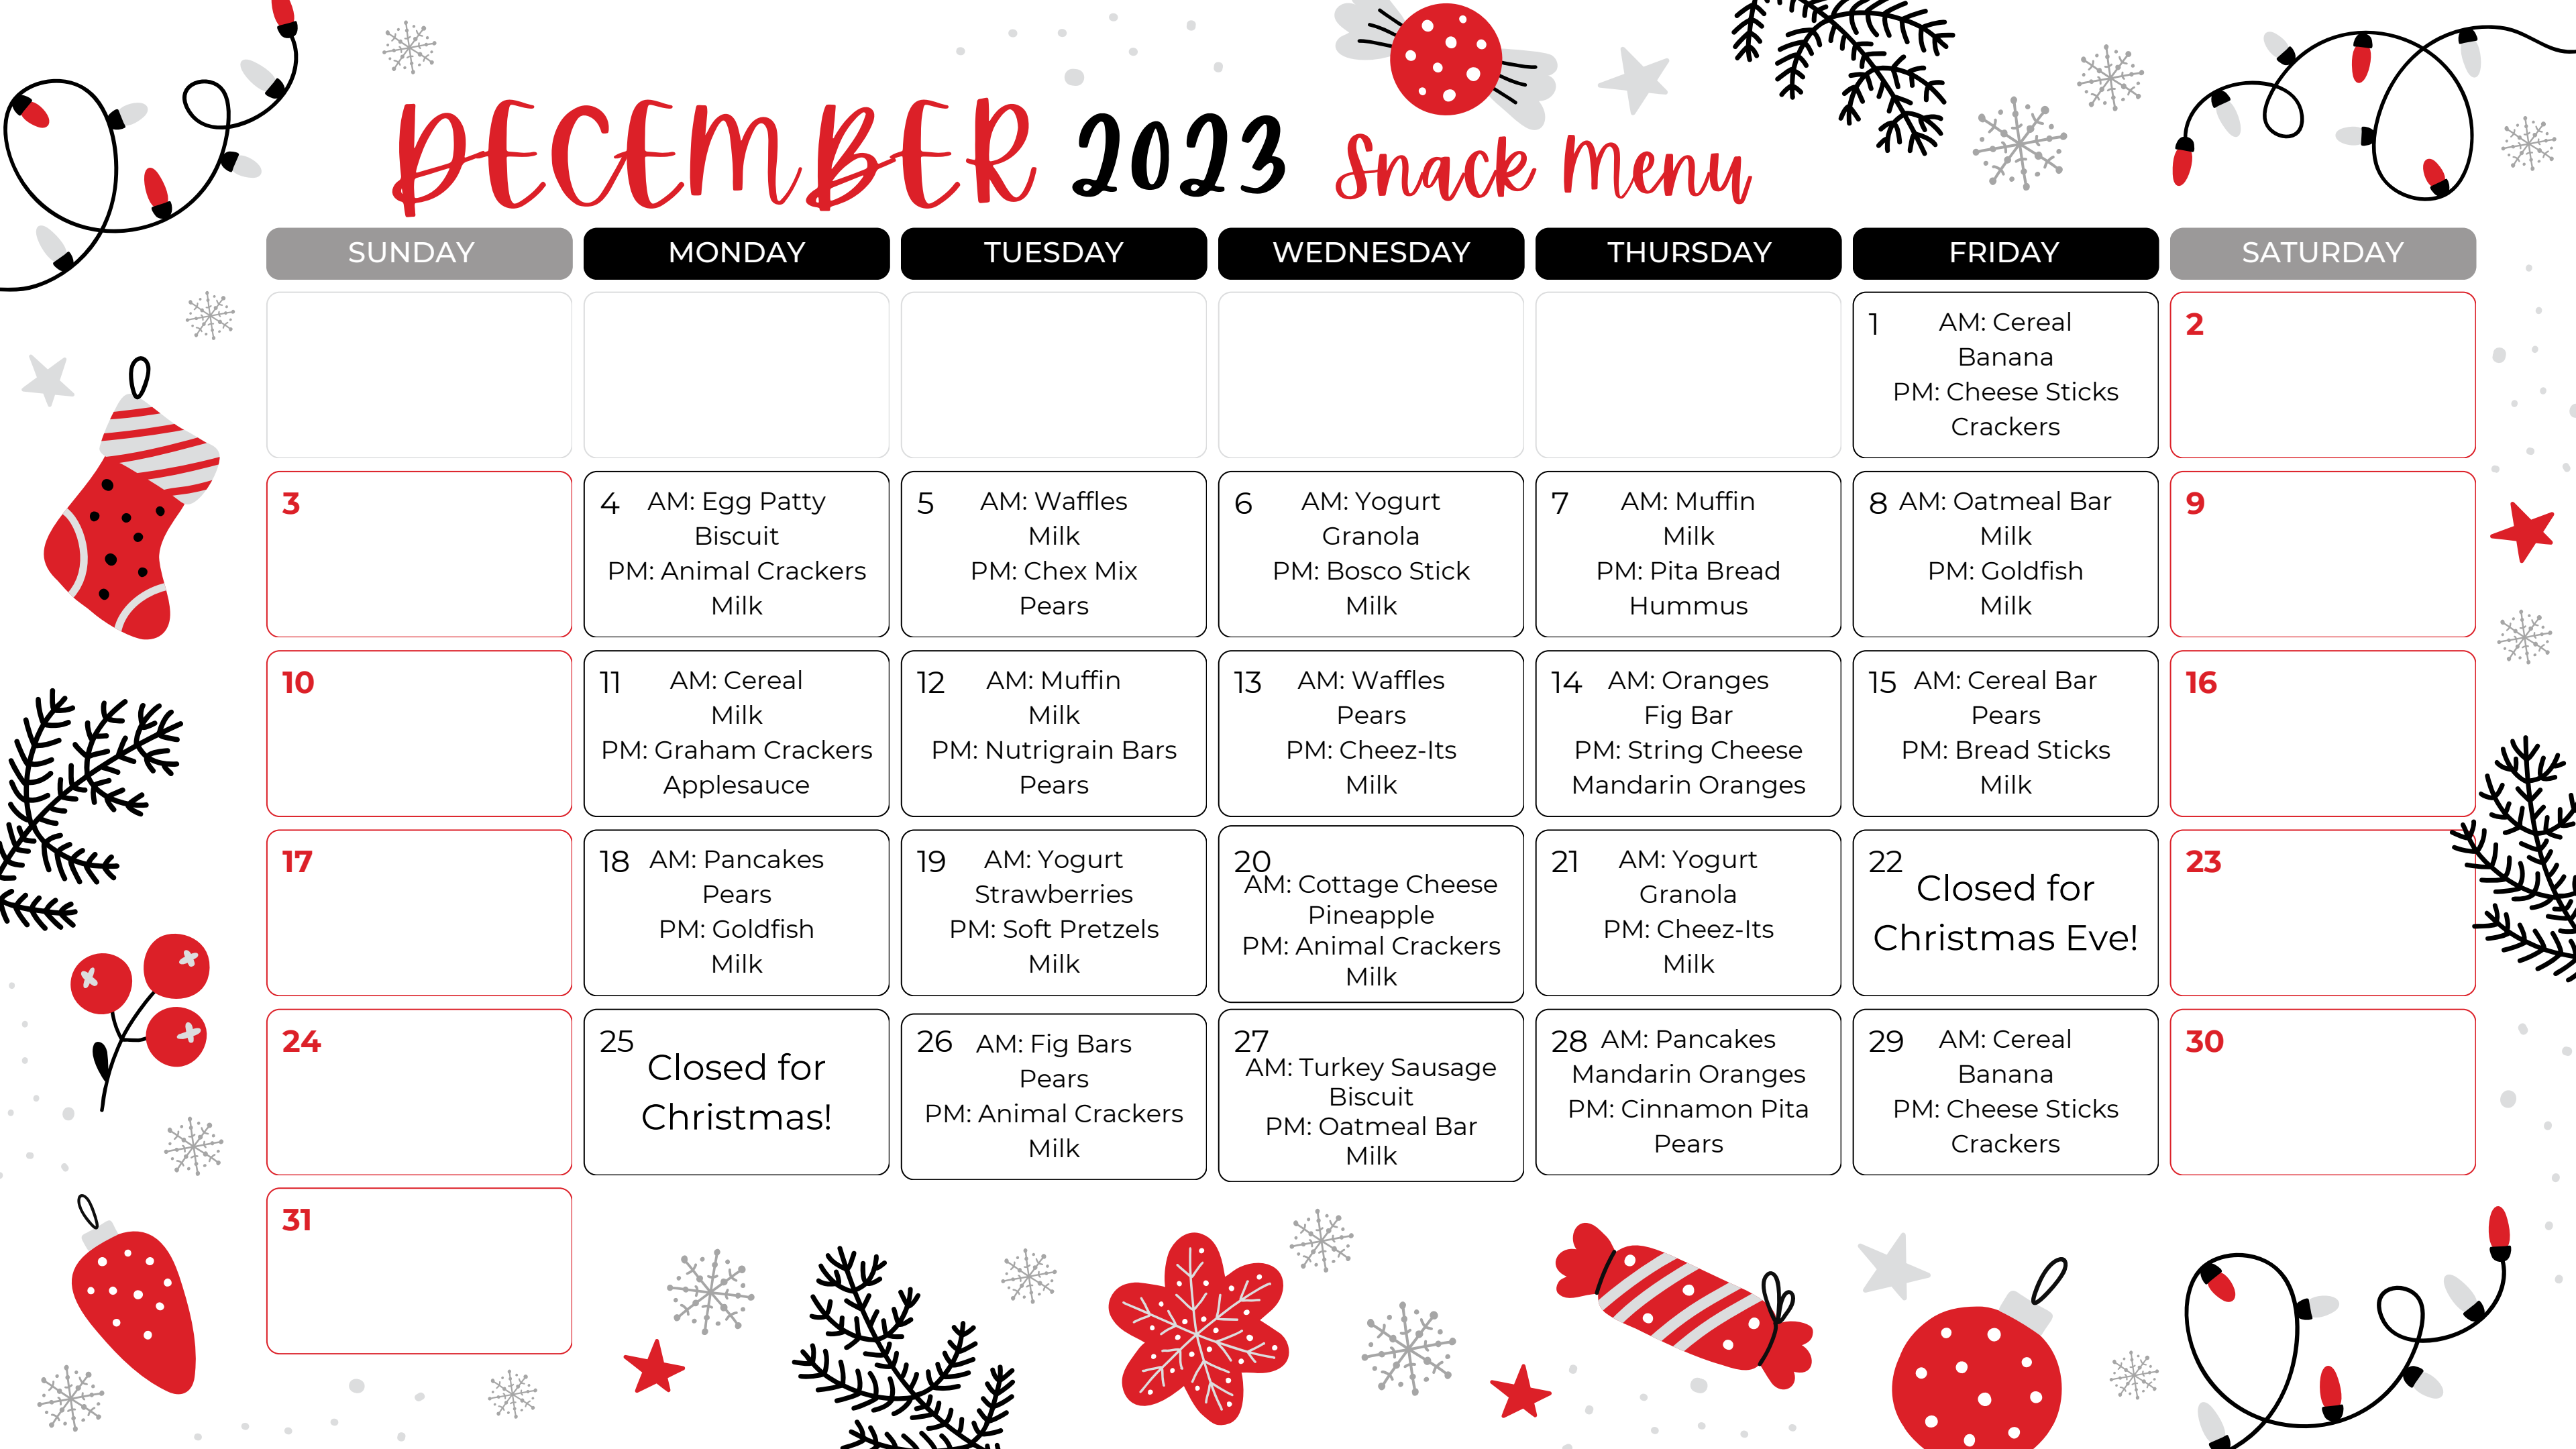 DECEMBER 2023 Snack Menu
SUNDAY MONDAY TUESDAY WEDNESDAY THURSDAY FRIDAY SATURDAY
1 AM: Cereal
Banana
PM: Cheese Sticks
Crackers
2
3
4 AM: Egg Patty
Biscuit
PM: Animal Crackers
Milk
5 AM: Waffles
Milk
PM: Chex Mix
Pears
6 AM: Yogurt
Granola
PM: Bosco Stick
Milk
7 AM: Muffin
Milk
PM: Pita Bread
Hummus
8 AM: Oatmeal Bar
Milk
PM: Goldfish
Milk
9
10
11 AM: Cereal
Milk
PM: Graham Crackers
Applesauce
12 AM: Muffin
Milk
PM: Nutrigrain Bars
Pears
13 AM: Waffles
Pears
PM: Cheez-Its
Milk
14 AM: Oranges
Fig Bar
PM: String Cheese
Mandarin Oranges
15 AM: Cereal Bar
Pears
PM: Bread Sticks
Milk
16
17
18 AM: Pancakes
Pears
PM: Goldfish
Milk
19 AM: Yogurt
Strawberries
PM: Soft Pretzels
Milk
20
AM: Cottage Cheese
Pineapple
PM: Animal Crackers
Milk
21 AM: Yogurt
Granola
PM: Cheez-Its
Milk
22
Closed for
Christmas Eve!
23
24
25
Closed for
Christmas!
26 AM: Fig Bars
Pears
PM: Animal Crackers
Milk
27
AM: Turkey Sausage
Biscuit
PM: Oatmeal Bar
Milk
28 AM: Pancakes
Mandarin Oranges
PM: Cinnamon Pita
Pears
29 AM: Cereal
Banana
PM: Cheese Sticks
Crackers
30
31